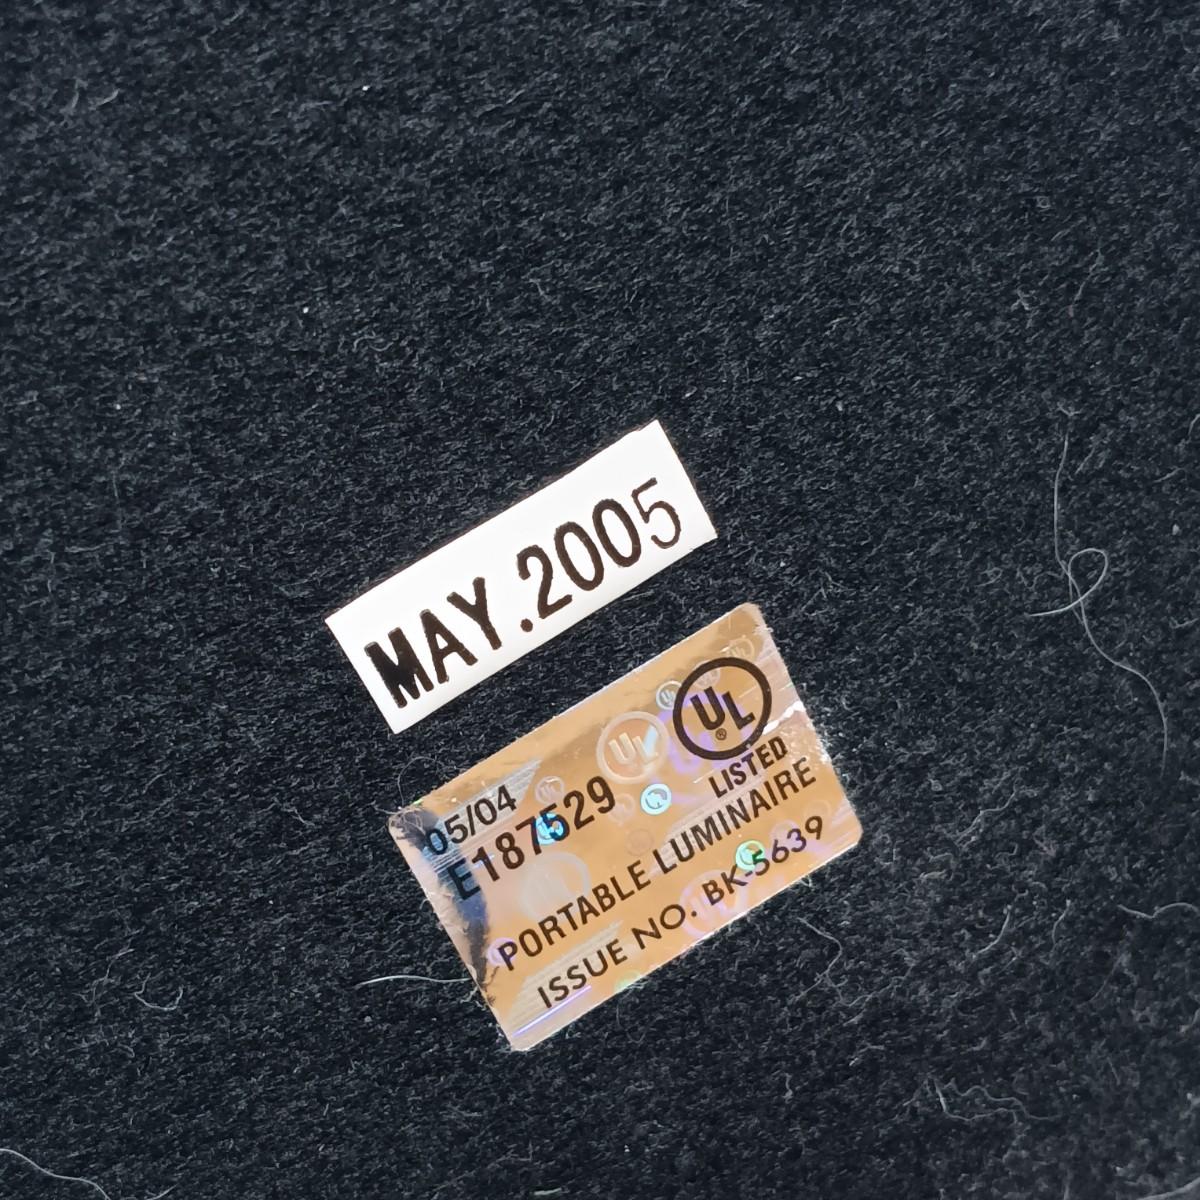 MAY.2005
UL
®
LISTED
05/04
E187529
PORTABLE LUMINAIRE
ISSUE NO. BK-5639